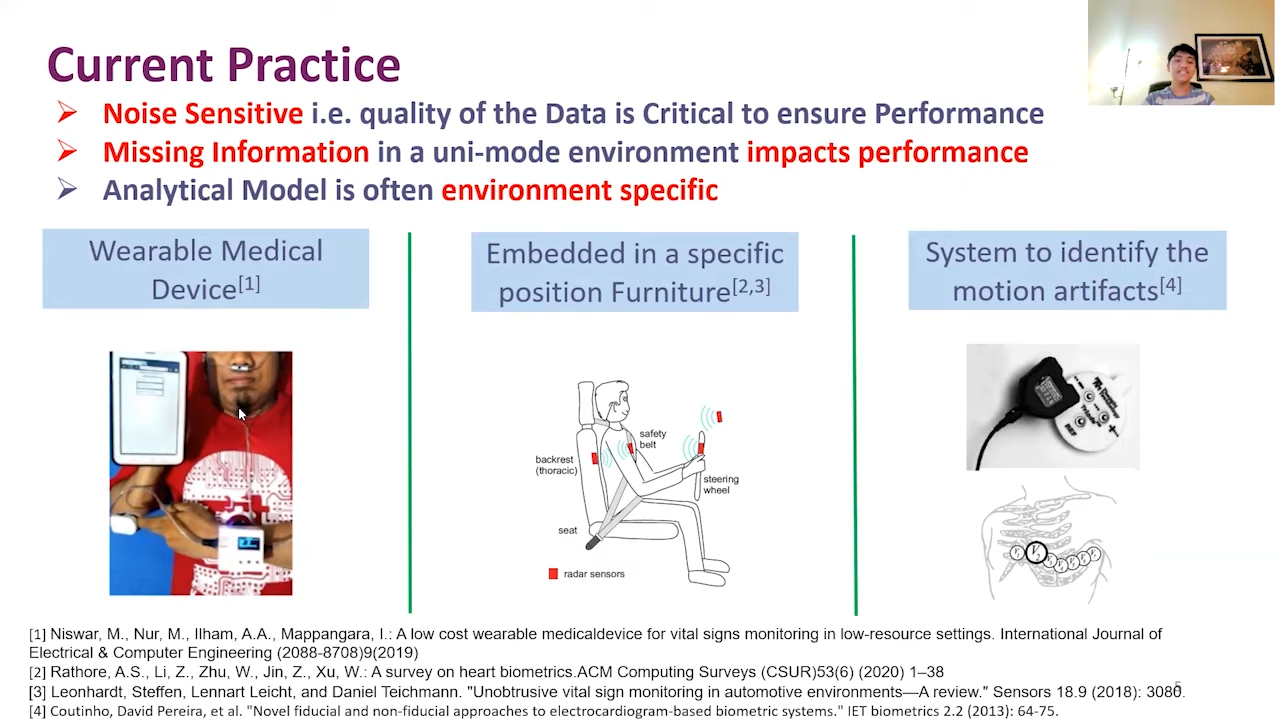 Current Practice
Noise Sensitive i.e. quality of the Data is Critical to ensure Performance
Missing Information in a uni-mode environment impacts performance
Analytical Model is often environment specific
Wearable Medical
Device[1]
Embedded in a specific
position Furniture[2,3]
System to identify the
motion artifacts[4]
safety
belt
backrest
(thoracic)
steering
wheel
seat
radar sensors
REF
[1] Niswar, M., Nur, M., Ilham, A.A., Mappangara, I.: A low cost wearable medicaldevice for vital signs monitoring in low-resource settings. International Journal of
Electrical & Computer Engineering (2088-8708)9(2019)
[2] Rathore, A.S., Li, Z., Zhu, W., Jin, Z., Xu, W.: A survey on heart biometrics.ACM Computing Surveys (CSUR)53(6) (2020) 1–38
[3] Leonhardt, Steffen, Lennart Leicht, and Daniel Teichmann. "Unobtrusive vital sign monitoring in automotive environments—A review." Sensors 18.9 (2018): 3080.
5
[4] Coutinho, David Pereira, et al. "Novel fiducial and non-fiducial approaches to electrocardiogram-based biometric systems." IET biometrics 2.2 (2013): 64-75.